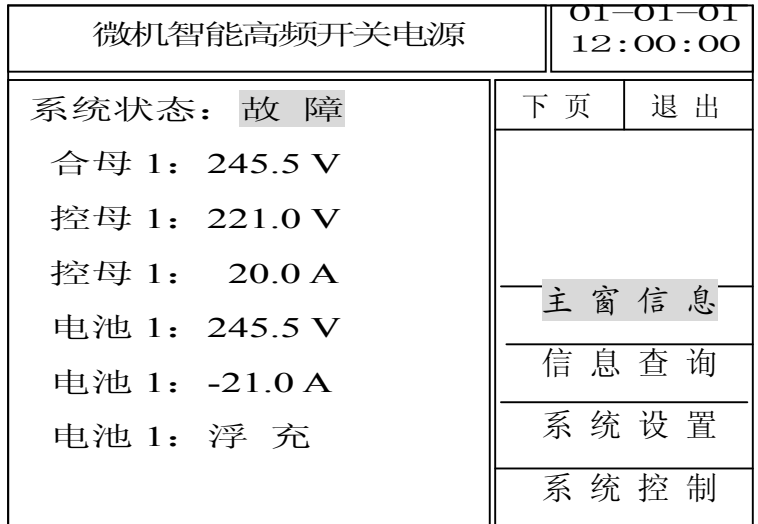 微机智能高频开关电源
01-01-01
12:00:00
系统状态：故 障
合母 1：245.5 V
控母 1：221.0 V
控母 1：20.0 A
电池 1：245.5 V
电池 1：-21.0 A
电池 1：浮 充
下 页
退 出
主 窗 信 息
信 息 查 询
系 统 设 置
系 统 控 制